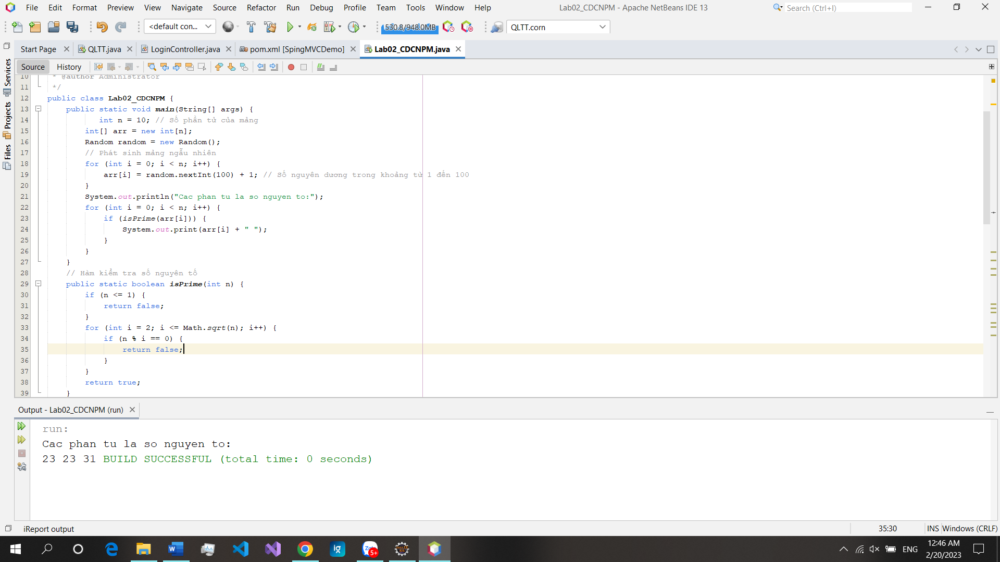 File Edit Format Preview View Navigate Source Refactor Run Debug Profile Team Tools Window Help
Lab02_CDCNPM - Apache NetBeans IDE 13
Search (Ctrl+I)
<default con...
530.8/948.0MB
QLTT.corn
Start Page
QLTT.java
LoginController.java
pom.xml [SpingMVCDemo]
Lab02_CDCNPM.java
Source History
Services
Projects
Files
10 * @author Administrator
11 */
12 public class Lab02_CDCNPM {
13 public static void main(String[] args) {
14 int n = 10; // Số phần tử của mảng
15 int[] arr = new int[n];
16 Random random = new Random();
17 // Phát sinh mảng ngẫu nhiên
18 for (int i = 0; i < n; i++) {
19 arr[i] = random.nextInt(100) + 1; // Số nguyên dương trong khoảng từ 1 đến 100
20 }
21 System.out.println("Cac phan tu la so nguyen to:");
22 for (int i = 0; i < n; i++) {
23 if (isPrime(arr[i])) {
24 System.out.print(arr[i] + " ");
25 }
26 }
27 }
28 // Hàm kiểm tra số nguyên tố
29 public static boolean isPrime(int n) {
30 if (n <= 1) {
31 return false;
32 }
33 for (int i = 2; i <= Math.sqrt(n); i++) {
34 if (n % i == 0) {
35 return false;
36 }
37 }
38 return true;
39 }
Output - Lab02_CDCNPM (run)
run:
Cac phan tu la so nguyen to:
23 23 31 BUILD SUCCESSFUL (total time: 0 seconds)
iReport output
35:30
INS
Windows (CRLF)
ig
5+
ENG
12:46 AM
2/20/2023